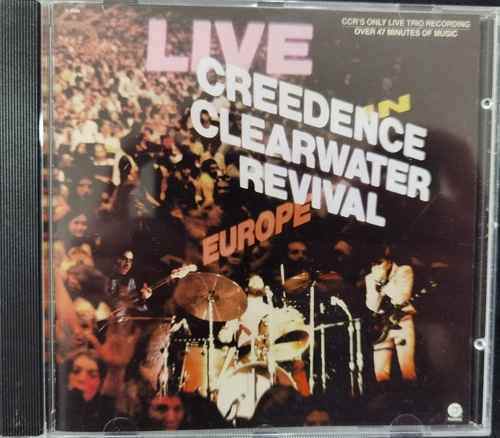 CCR'S ONLY LIVE TRIO RECORDING
OVER 47 MINUTES OF MUSIC
LIVE
IN
CREEDENCE
CLEARWATER
REVIVAL
EUROPE